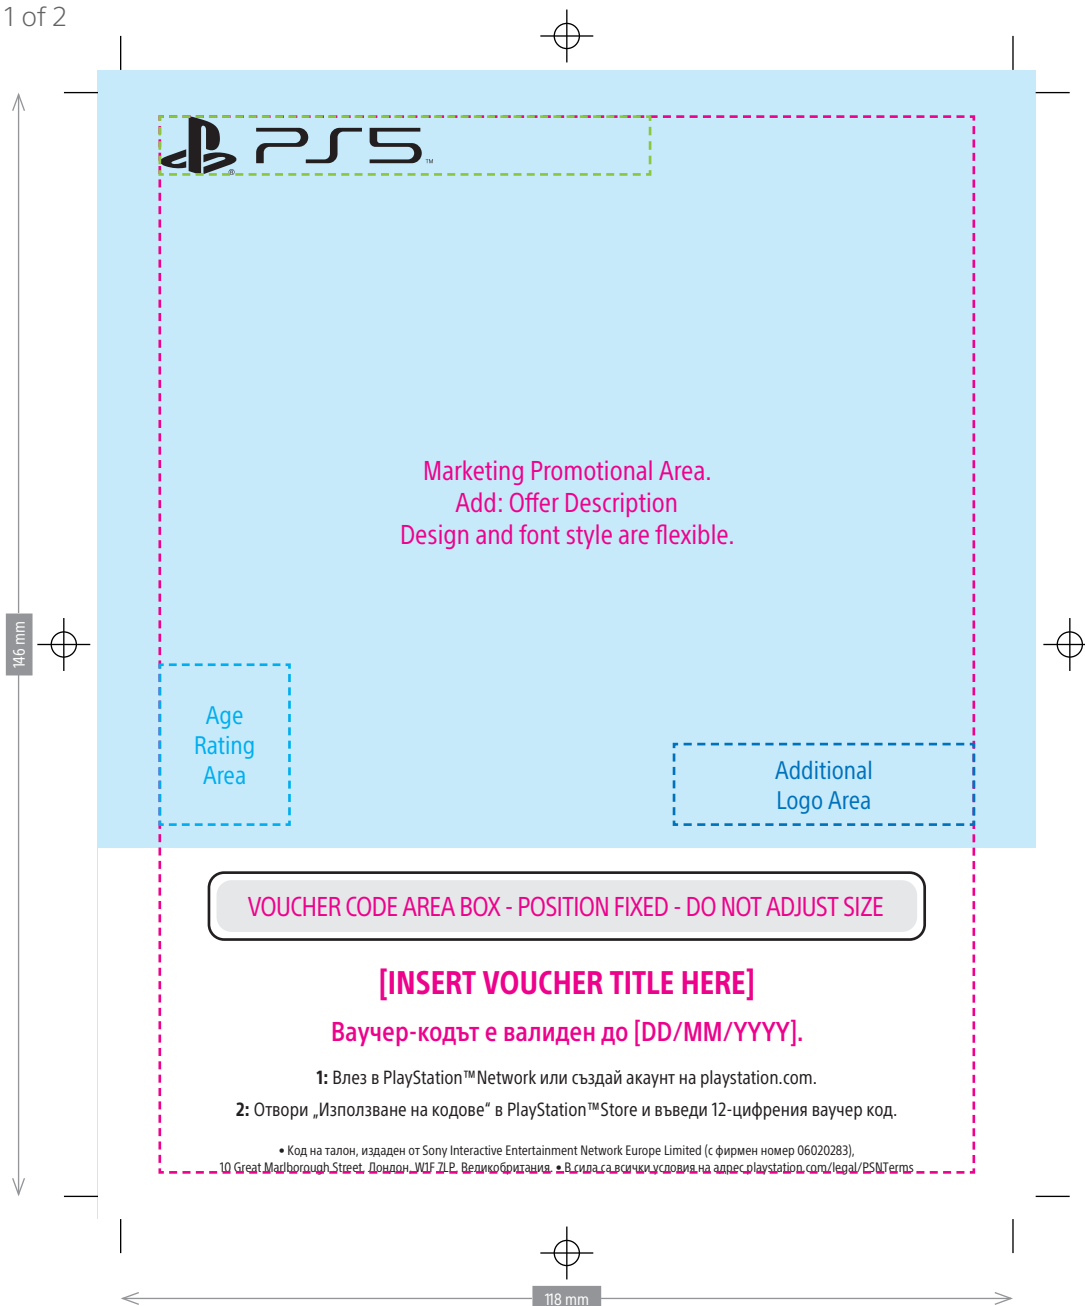 1 of 2
PS5™
®
Marketing Promotional Area.
Add: Offer Description
Design and font style are flexible.
146 mm
Age
Rating
Area
Additional
Logo Area
VOUCHER CODE AREA BOX - POSITION FIXED - DO NOT ADJUST SIZE
[INSERT VOUCHER TITLE HERE]
Ваучер-кодът е валиден до [DD/MM/YYYY].
1: Влез в PlayStation™Network или създай акаунт на playstation.com.
2: Отвори „Използване на кодове“ в PlayStation™Store и въведи 12-цифрения ваучер код.
• Код на талон, издаден от Sony Interactive Entertainment Network Europe Limited (с фирмен номер 06020283),
10 Great Marlborough Street, Лондон, W1F 7LP, Великобритания. • В сила са всички условия на адрес playstation.com/legal/PSNTerms
118 mm